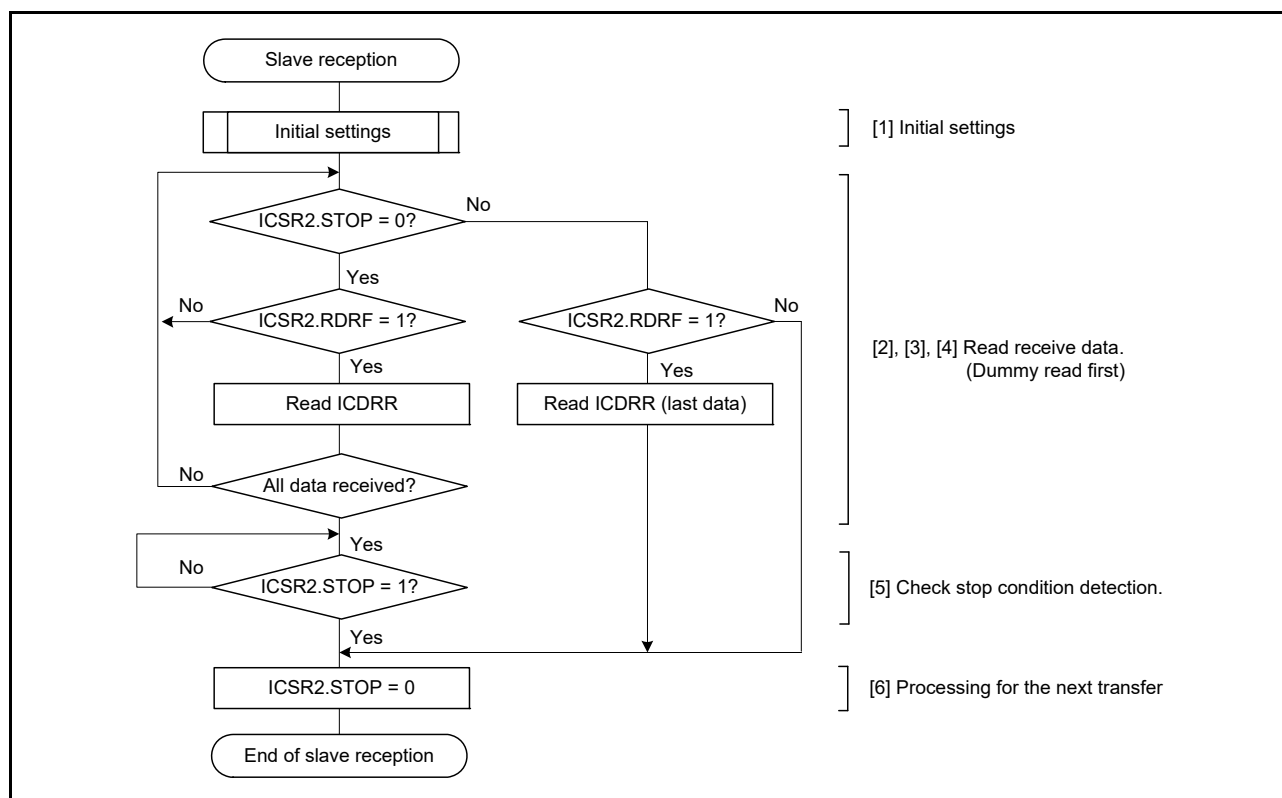 Slave reception
Initial settings
[1] Initial settings
ICSR2.STOP = 0?
No
Yes
No
ICSR2.RDRF = 1?
ICSR2.RDRF = 1?
No
Yes
Yes
[2], [3], [4] Read receive data.
(Dummy read first)
Read ICDRR
Read ICDRR (last data)
No
All data received?
Yes
No
ICSR2.STOP = 1?
[5] Check stop condition detection.
Yes
ICSR2.STOP = 0
[6] Processing for the next transfer
End of slave reception